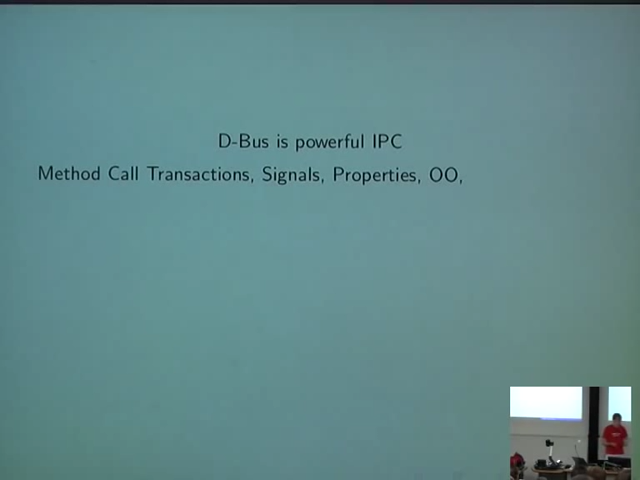 D-Bus is powerful IPC
Method Call Transactions, Signals, Properties, OO,